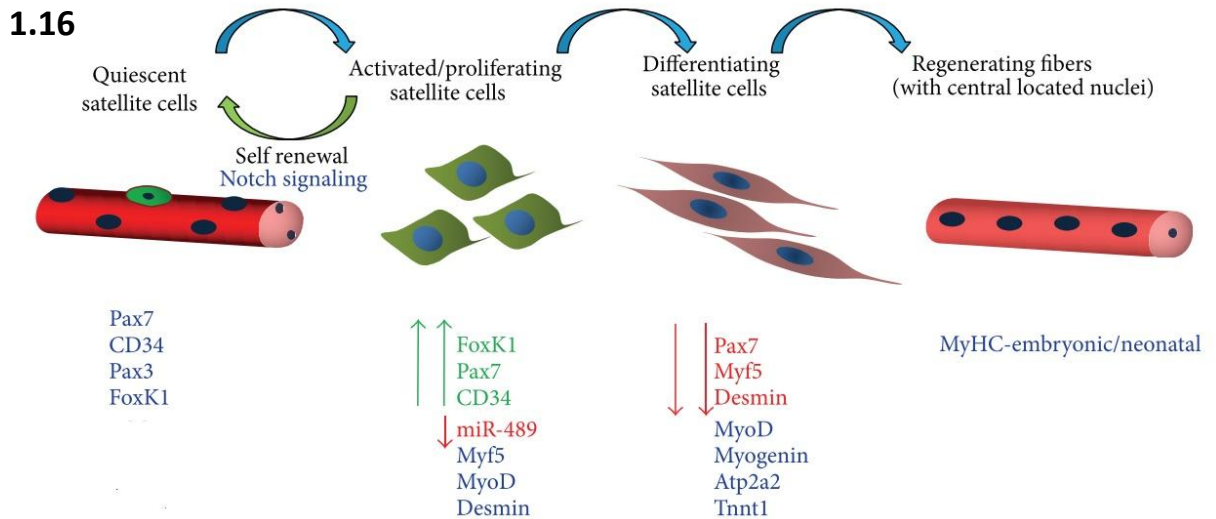 1.16
Quiescent
satellite cells
Activated/proliferating
satellite cells
Differentiating
satellite cells
Regenerating fibers
(with central located nuclei)
Self renewal
Notch signaling
Pax7
CD34
Pax3
FoxK1
FoxK1
Pax7
CD34
miR-489
Myf5
MyoD
Desmin
Pax7
Myf5
Desmin
MyoD
Myogenin
Atp2a2
Tnnt1
MyHC-embryonic/neonatal